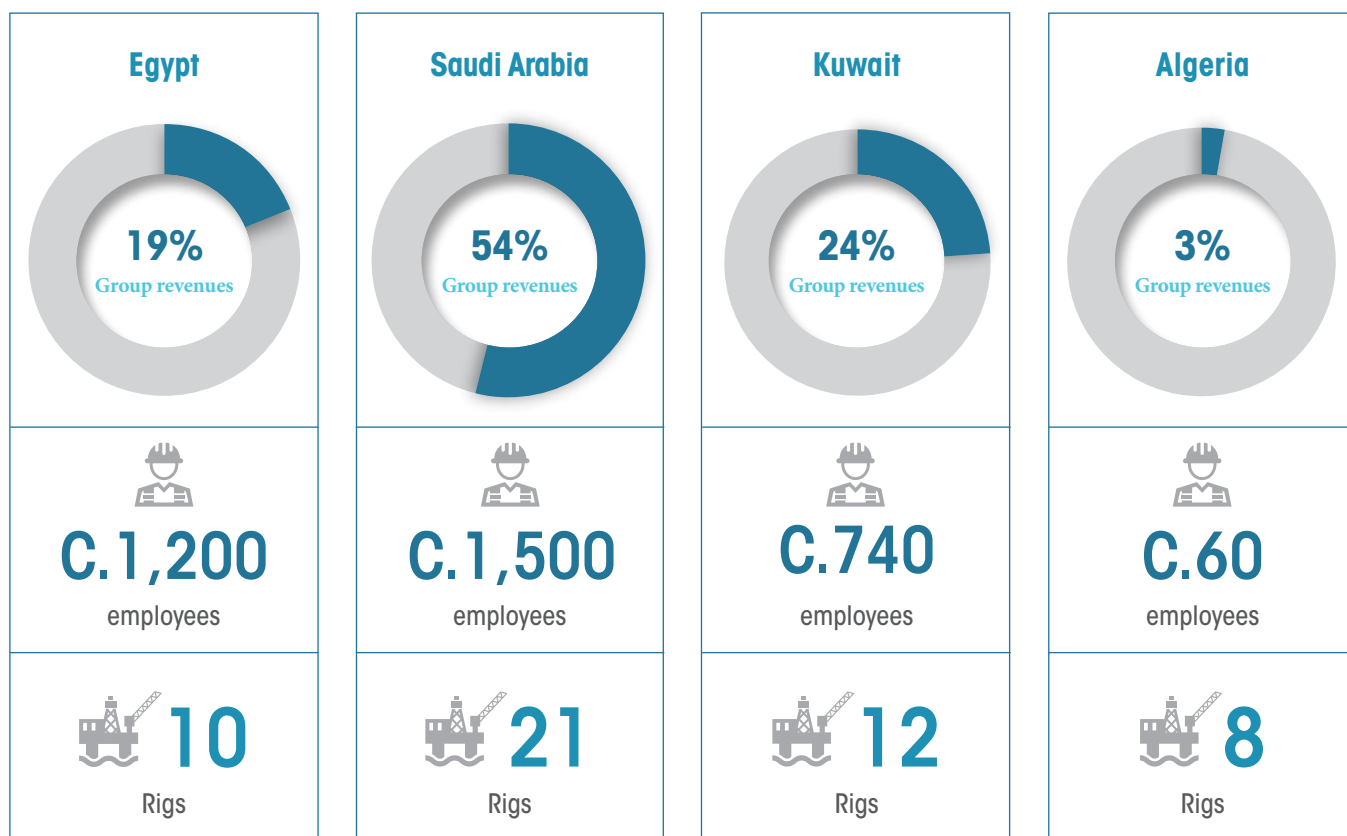 Egypt
19%
Group revenues
C.1,200
employees
10
Rigs
Saudi Arabia
54%
Group revenues
C.1,500
employees
21
Rigs
Kuwait
24%
Group revenues
C.740
employees
12
Rigs
Algeria
3%
Group revenues
C.60
employees
8
Rigs